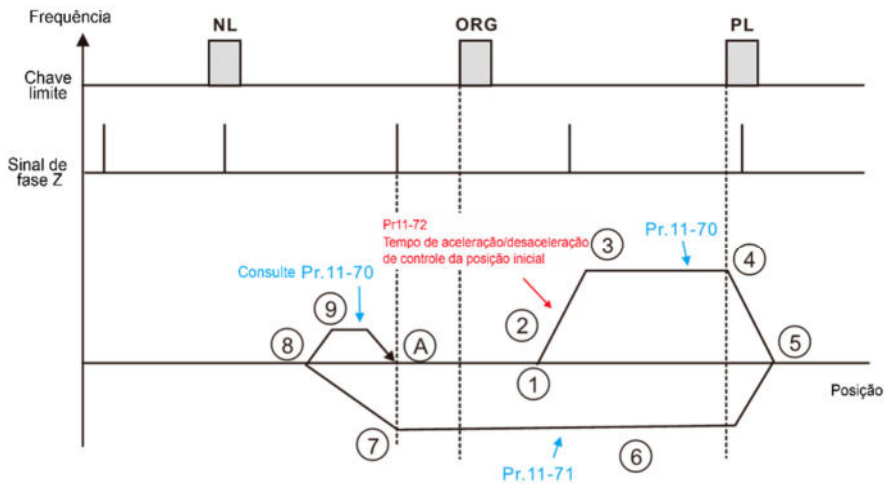 Frequência
NL
ORG
PL
Chave
limite
Sinal de
fase Z
Pr11-72
Tempo de aceleração/desaceleração
de controle da posição inicial
Pr.11-70
Consulte Pr.11-70
3
4
2
9
A
8
1
5
Posição
7
6
Pr.11-71